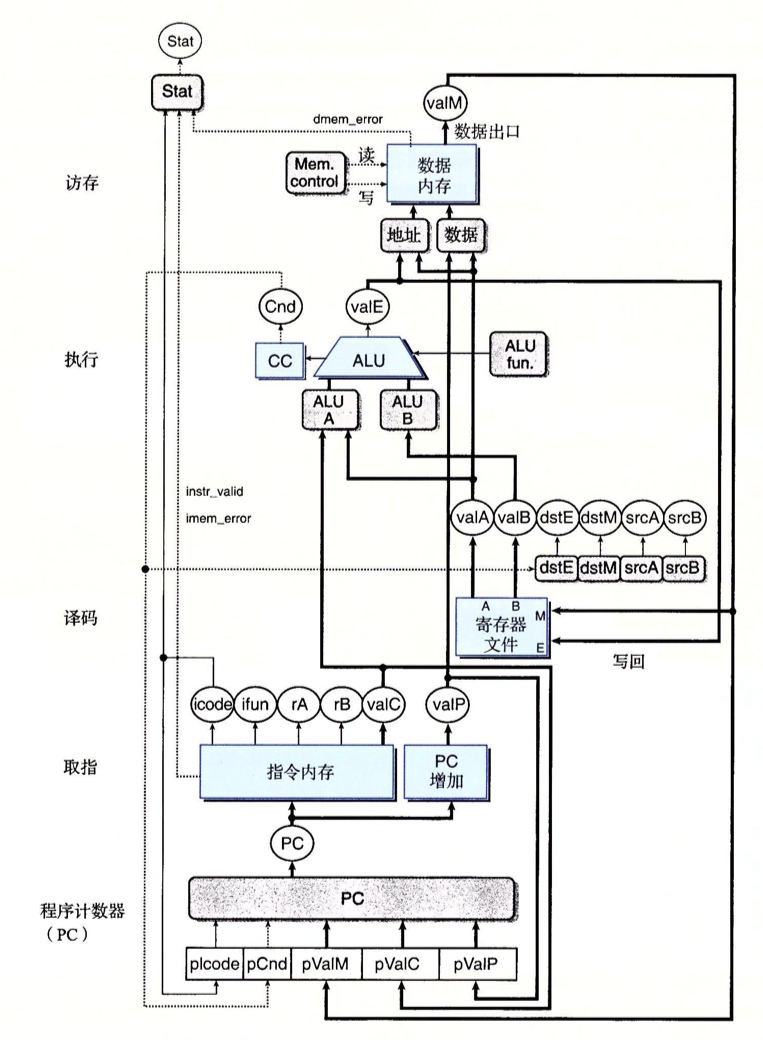 Stat
Stat
dmem_error
valM
数据出口
访存
Mem.
control
读
写
数据
内存
地址
数据
Cnd
valE
执行
CC
ALU
ALU
fun.
ALU
A
ALU
B
instr_valid
imem_error
valA
valB
dstE
dstM
srcA
srcB
dstE
dstM
srcA
srcB
译码
A
B
M
寄存器
文件
E
写回
icode
ifun
rA
rB
valC
valP
取指
指令内存
PC
增加
PC
程序计数器
（PC）
PC
pIcode
pCnd
pValM
pValC
pValP